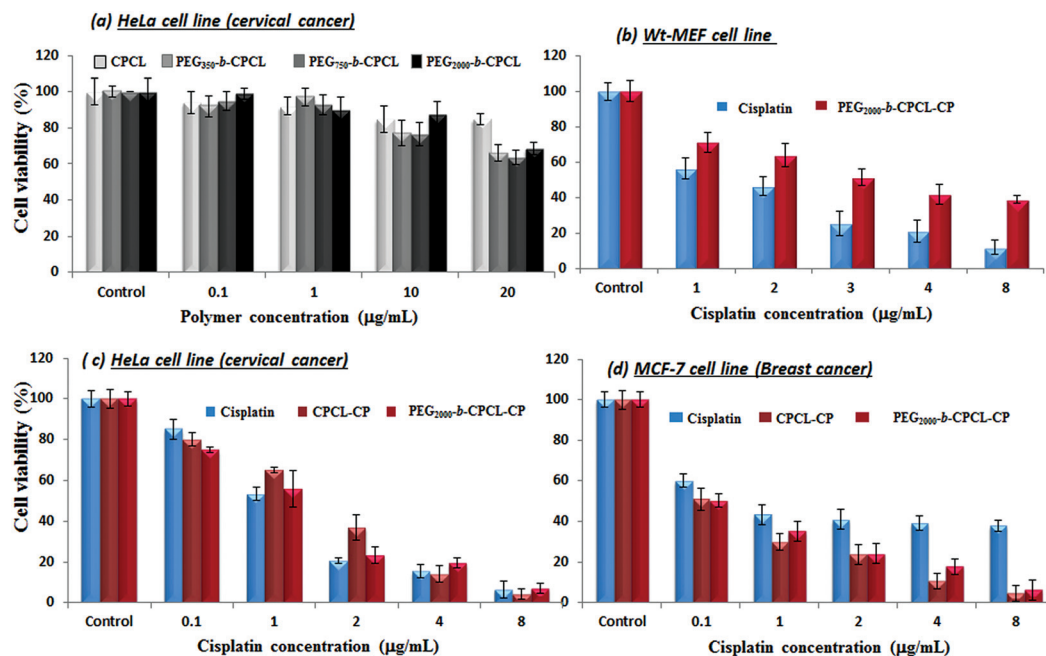 (a) HeLa cell line (cervical cancer)
CPCL PEG350-b-CPCL PEG750-b-CPCL PEG2000-b-CPCL
Cell viability (%)
120
100
80
60
40
20
0
Control 0.1 1 10 20
Polymer concentration (µg/mL)
(b) Wt-MEF cell line
Cisplatin PEG2000-b-CPCL-CP
120
100
80
60
40
20
0
Control 1 2 3 4 8
Cisplatin concentration (µg/mL)
( c) HeLa cell line (cervical cancer)
Cisplatin CPCL-CP PEG2000-b-CPCL-CP
Cell viability (%)
120
100
80
60
40
20
0
Control 0.1 1 2 4 8
Cisplatin concentration (µg/mL)
(d) MCF-7 cell line (Breast cancer)
Cisplatin CPCL-CP PEG2000-b-CPCL-CP
120
100
80
60
40
20
0
Control 0.1 1 2 4 8
Cisplatin concentration (µg/mL)